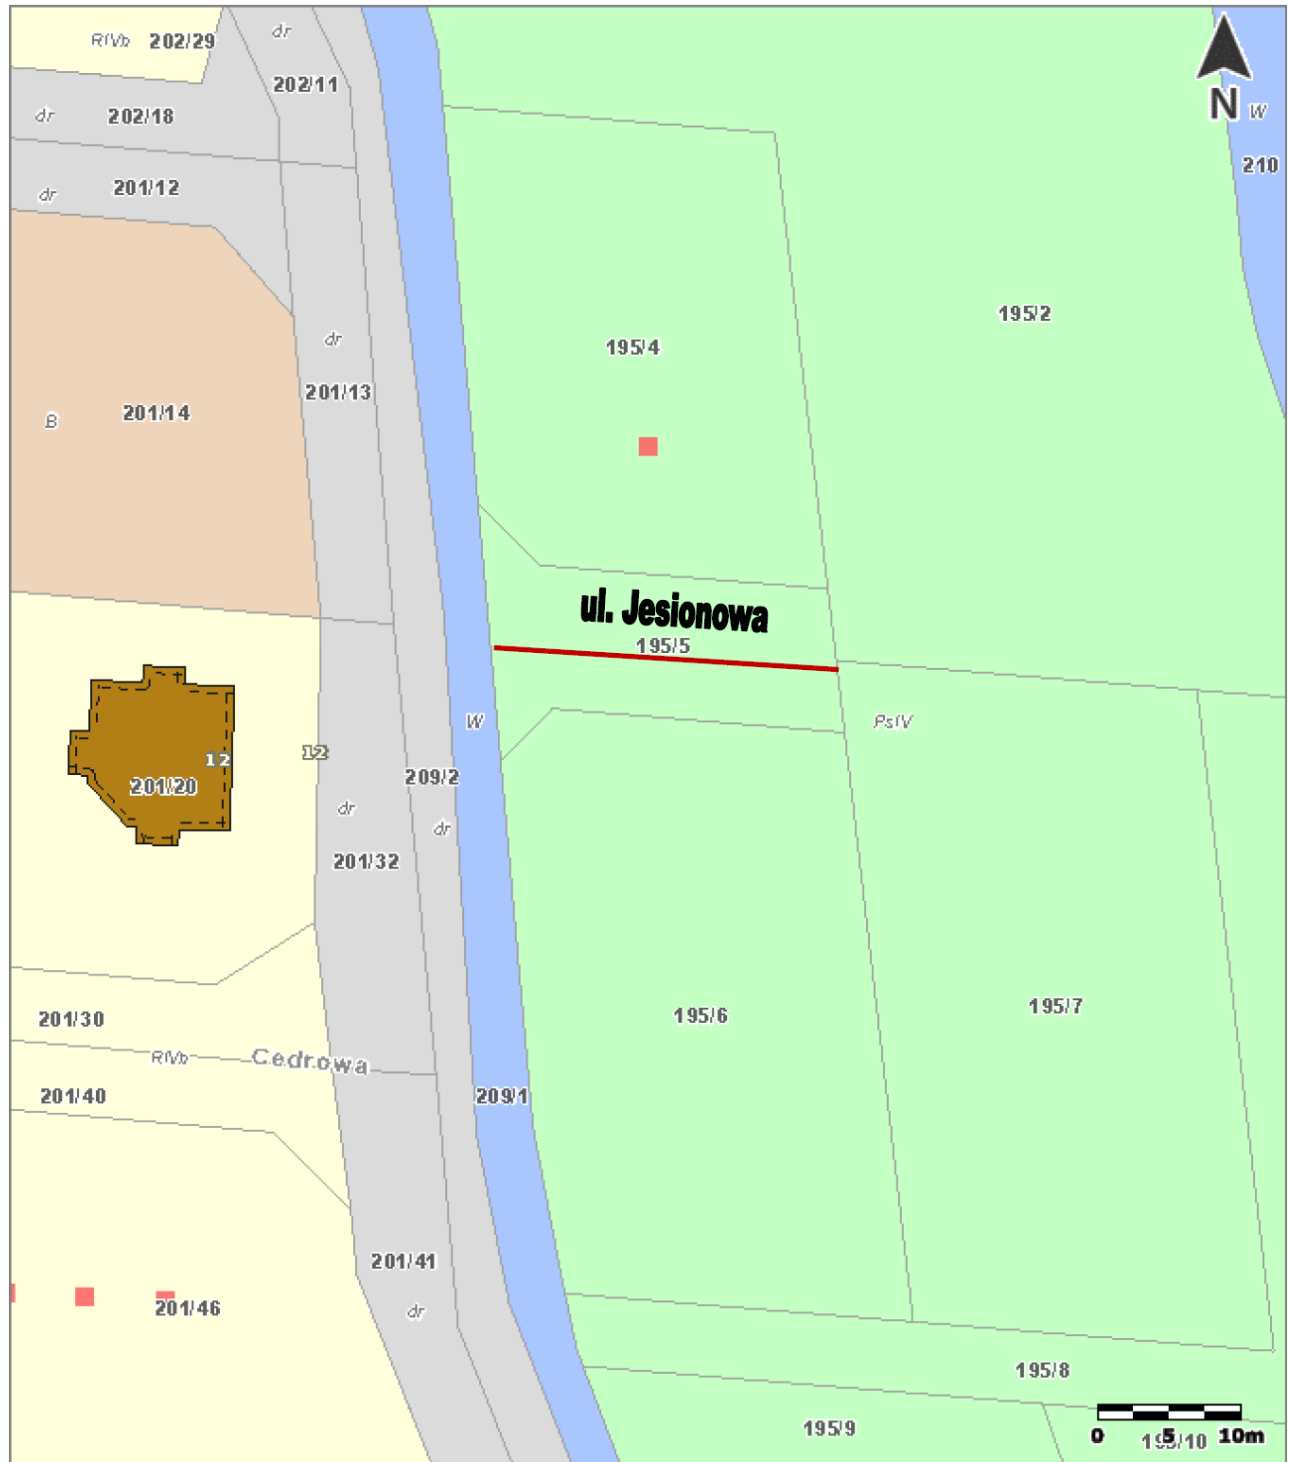 RIVb 202/29
dr
202/11
dr 202/18
N
W
210
dr 201/12
195/2
dr
195/4
201/13
B 201/14
ul. Jesionowa
195/5
W
PsIV
12
12
201/20
209/2
dr
dr
201/32
195/7
195/6
201/30
RIVb
Cedrowa
201/40
209/1
201/41
201/46
dr
195/8
195/9
0 5 10m
195/10